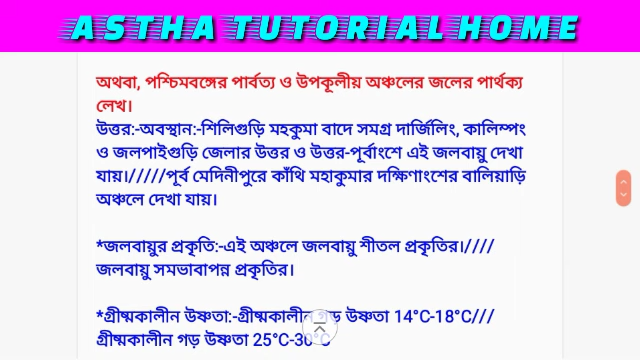 ASTHA TUTORIAL HOME
অথবা, পশ্চিমবঙ্গের পার্বত্য ও উপকূলীয় অঞ্চলের জলের পার্থক্য
লেখ।
উত্তর:-অবস্থান:-শিলিগুড়ি মহকুমা বাদে সমগ্র দার্জিলিং, কালিম্পং
ও জলপাইগুড়ি জেলার উত্তর ও উত্তর-পূর্বাংশে এই জলবায়ু দেখা
যায়।/////পূর্ব মেদিনীপুরে কাঁথি মহাকুমার দক্ষিণাংশের বালিয়াড়ি
অঞ্চলে দেখা যায়।
*জলবায়ুর প্রকৃতি:-এই অঞ্চলে জলবায়ু শীতল প্রকৃতির।////
জলবায়ু সমভাবাপন্ন প্রকৃতির।
*গ্রীষ্মকালীন উষ্ণতা:-গ্রীষ্মকালীন গড় উষ্ণতা 14°C-18°C///
গ্রীষ্মকালীন গড় উষ্ণতা 25°C-30°C